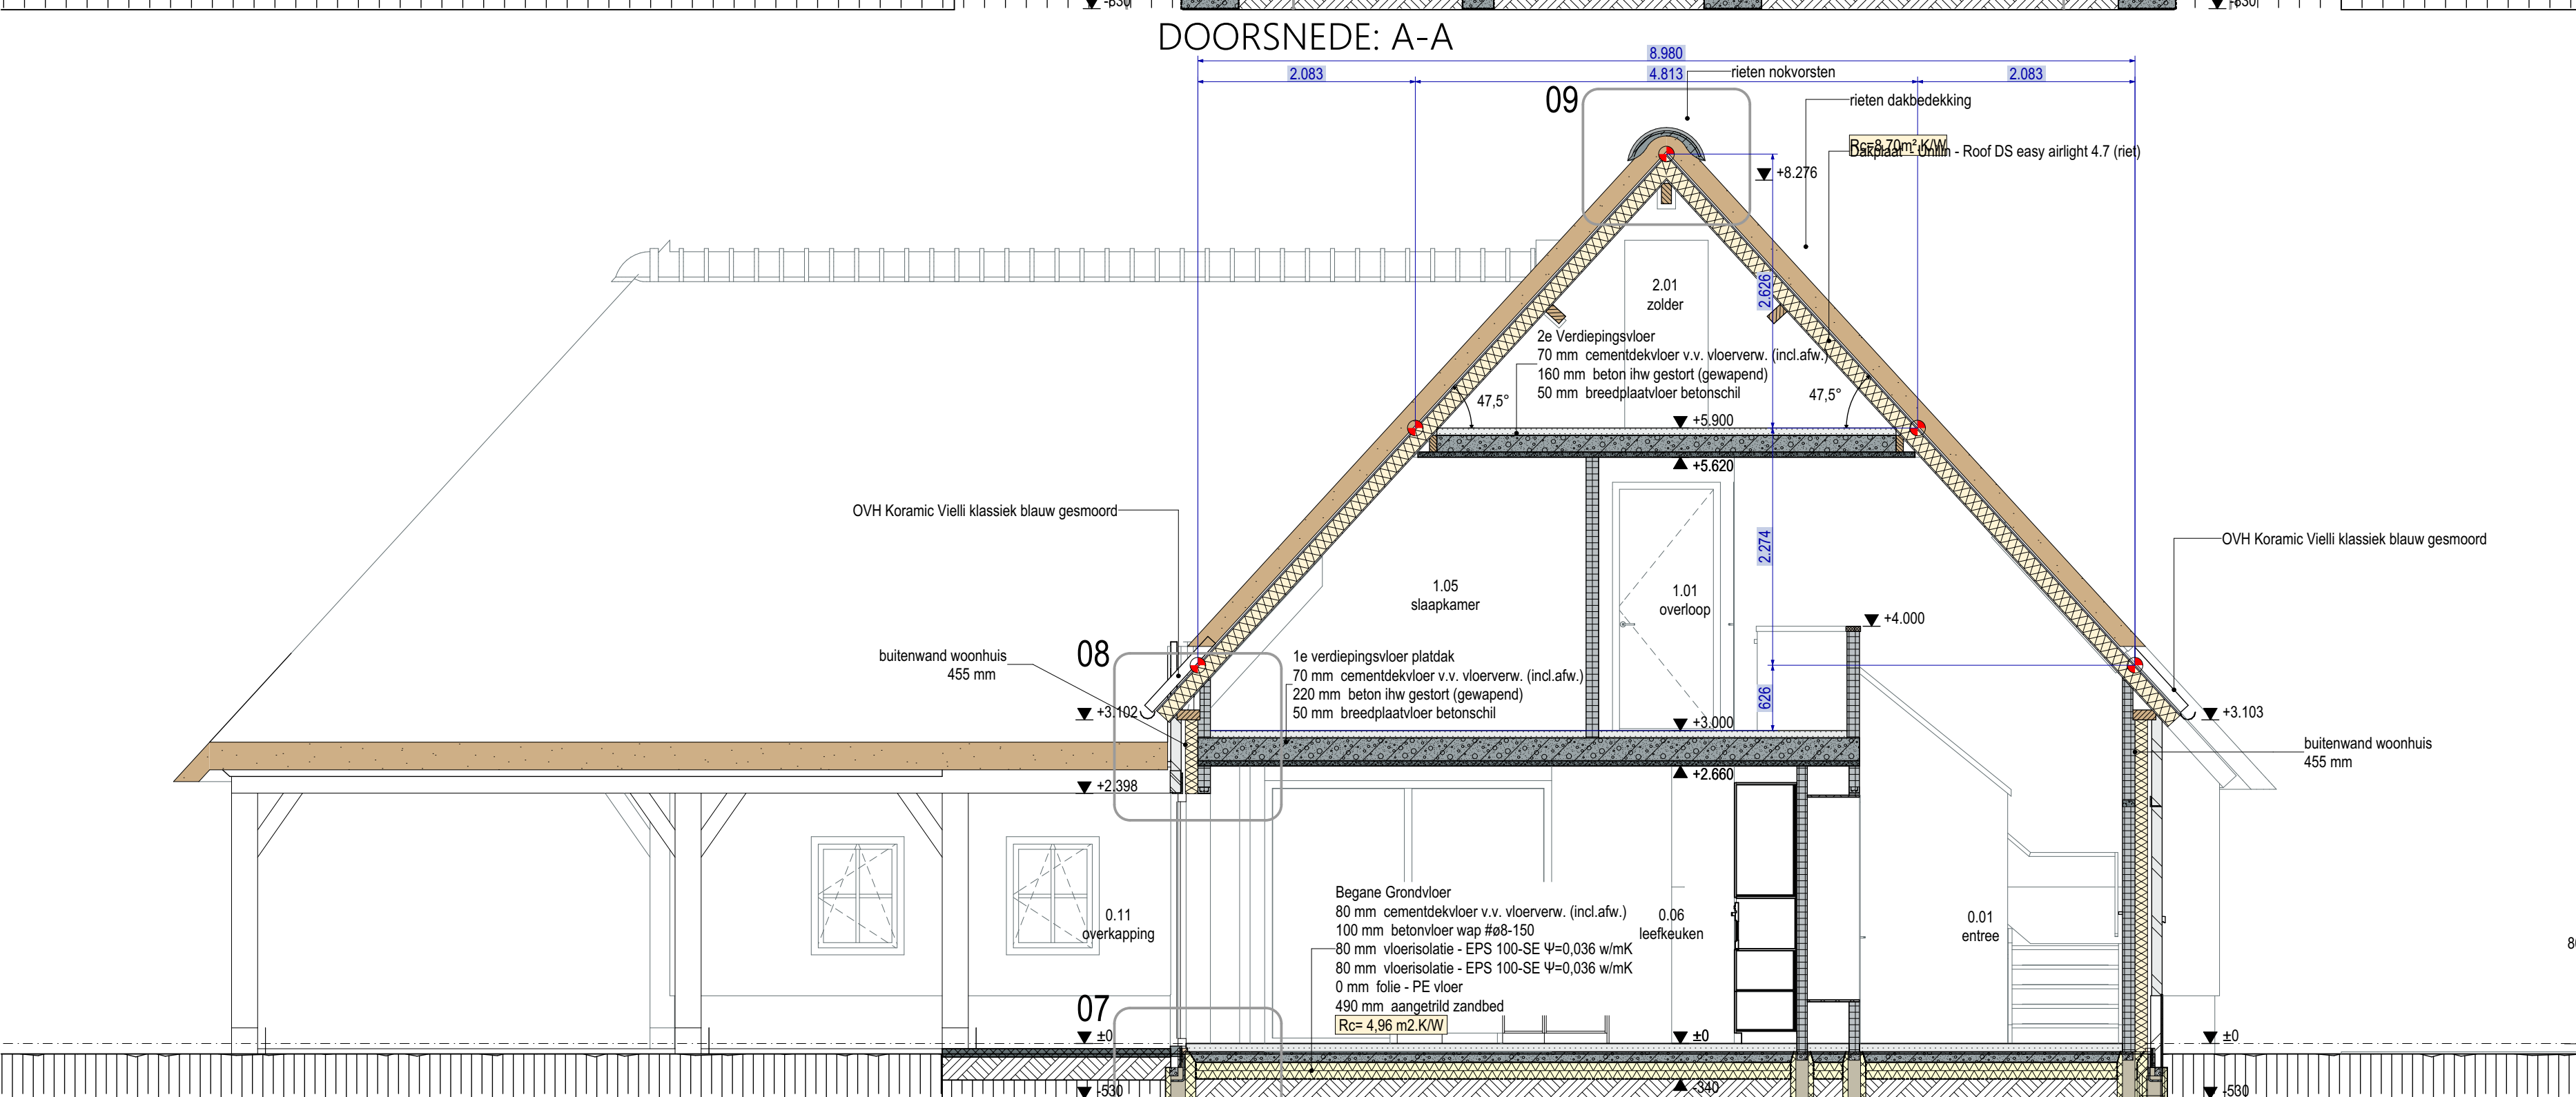 -530
-530
DOORSNEDE: A-A
8.980
2.083
4.813
2.083
rieten nokvorsten
09
rieten dakbedekking
Rc=8,70m².K/W
Dakplaat - Unilin - Roof DS easy airlight 4.7 (riet)
+8.276
2.626
2.01
zolder
2e Verdiepingsvloer
70 mm cementdekvloer v.v. vloerverw. (incl.afw.)
160 mm beton ihw gestort (gewapend)
50 mm breedplaatvloer betonschil
47,5°
47,5°
+5.900
+5.620
OVH Koramic Vielli klassiek blauw gesmoord
OVH Koramic Vielli klassiek blauw gesmoord
2.274
1.05
slaapkamer
1.01
overloop
+4.000
08
buitenwand woonhuis
455 mm
1e verdiepingsvloer platdak
70 mm cementdekvloer v.v. vloerverw. (incl.afw.)
220 mm beton ihw gestort (gewapend)
50 mm breedplaatvloer betonschil
626
+3.102
+3.000
+3.103
buitenwand woonhuis
455 mm
+2.660
+2.398
Begane Grondvloer
80 mm cementdekvloer v.v. vloerverw. (incl.afw.)
100 mm betonvloer wap #ø8-150
80 mm vloerisolatie - EPS 100-SE Ψ=0,036 w/mK
80 mm vloerisolatie - EPS 100-SE Ψ=0,036 w/mK
0 mm folie - PE vloer
490 mm aangetrild zandbed
Rc= 4,96 m2.K/W
0.11
overkapping
0.06
leefkeuken
0.01
entree
07
±0
±0
±0
-530
-340
-530